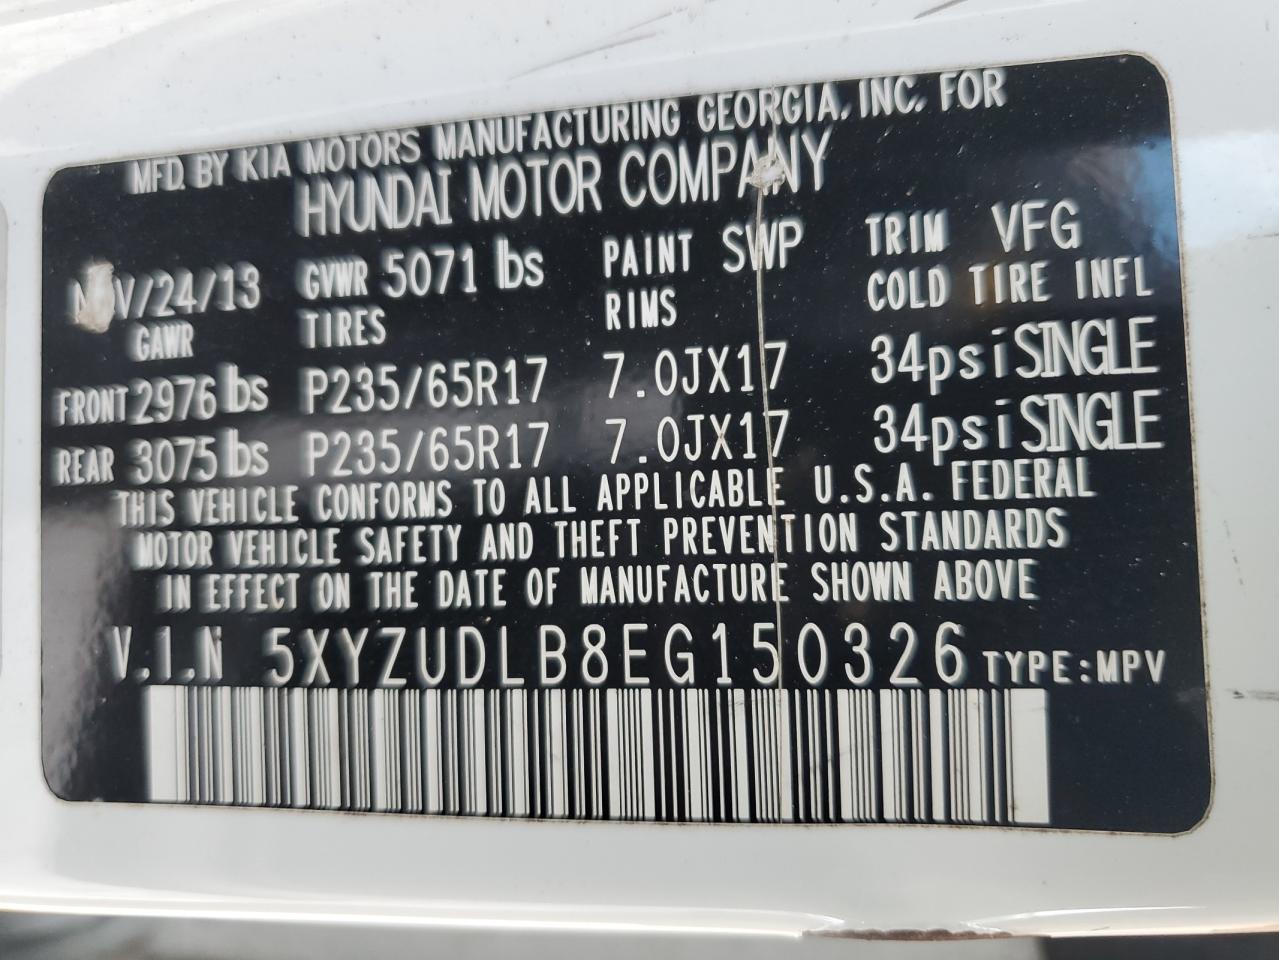 MFD. BY KIA MOTORS MANUFACTURING GEORGIA, INC. FOR
HYUNDAI MOTOR COMPANY
/24/13 GVWR 5071 lbs PAINT SWP TRIM VFG
GAWR TIRES RIMS COLD TIRE INFL
FRONT 2976 lbs P235/65R17 7.0JX17 34psi SINGLE
REAR 3075 lbs P235/65R17 7.0JX17 34psi SINGLE
THIS VEHICLE CONFORMS TO ALL APPLICABLE U.S.A. FEDERAL
MOTOR VEHICLE SAFETY AND THEFT PREVENTION STANDARDS
IN EFFECT ON THE DATE OF MANUFACTURE SHOWN ABOVE
V.I.N 5XYZUDLB8EG150326 TYPE:MPV